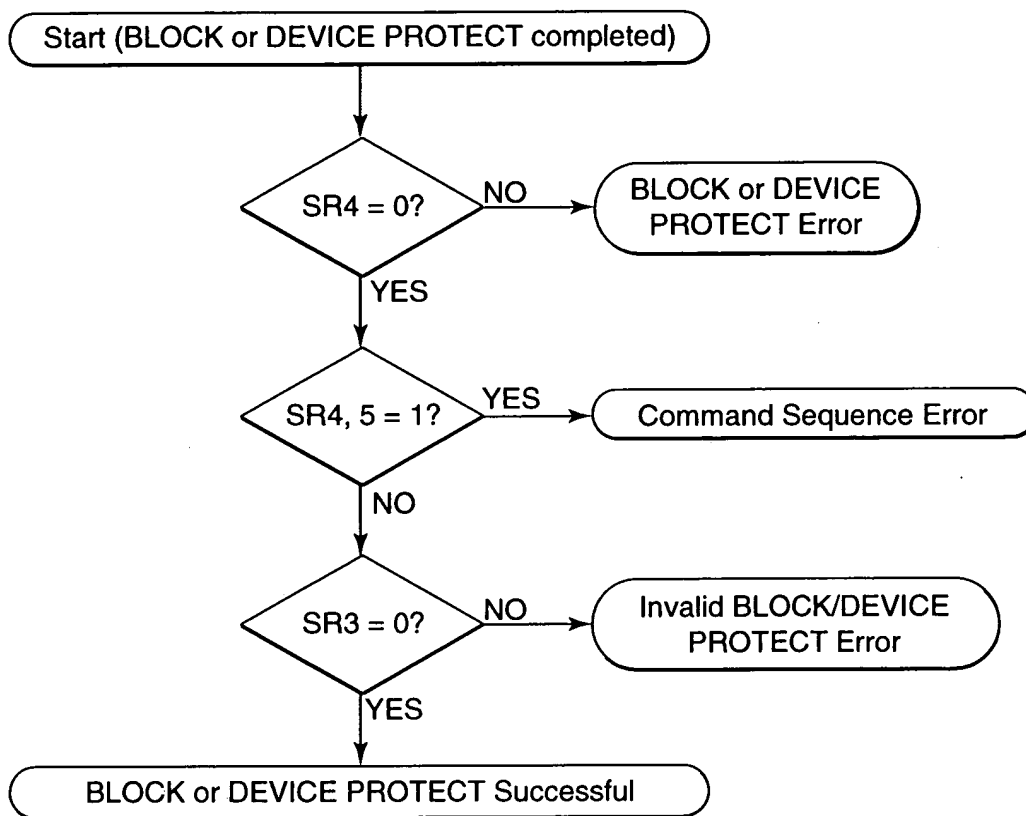 Start (BLOCK or DEVICE PROTECT completed)
SR4 = 0?
NO
BLOCK or DEVICE
PROTECT Error
YES
SR4, 5 = 1?
YES
Command Sequence Error
NO
SR3 = 0?
NO
Invalid BLOCK/DEVICE
PROTECT Error
YES
BLOCK or DEVICE PROTECT Successful